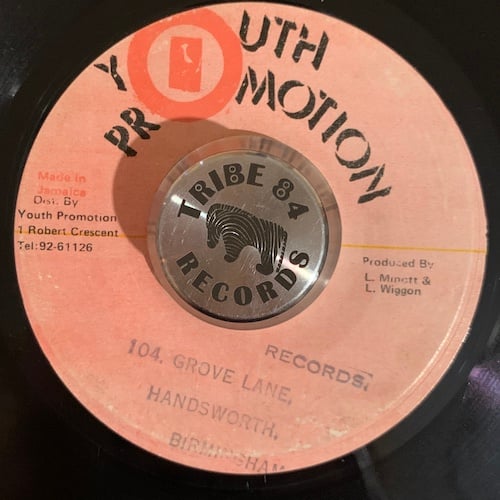 YOUTH
PROMOTION
Made in
Jamaica
Dist. By
Youth Promotion
1 Robert Crescent
Tel:92-61126
TRIBE 84
RECORDS
Produced By
L. Minott &
L. Wiggon
RECORDS,
104, GROVE LANE,
HANDSWORTH,
BIRMINGHAM